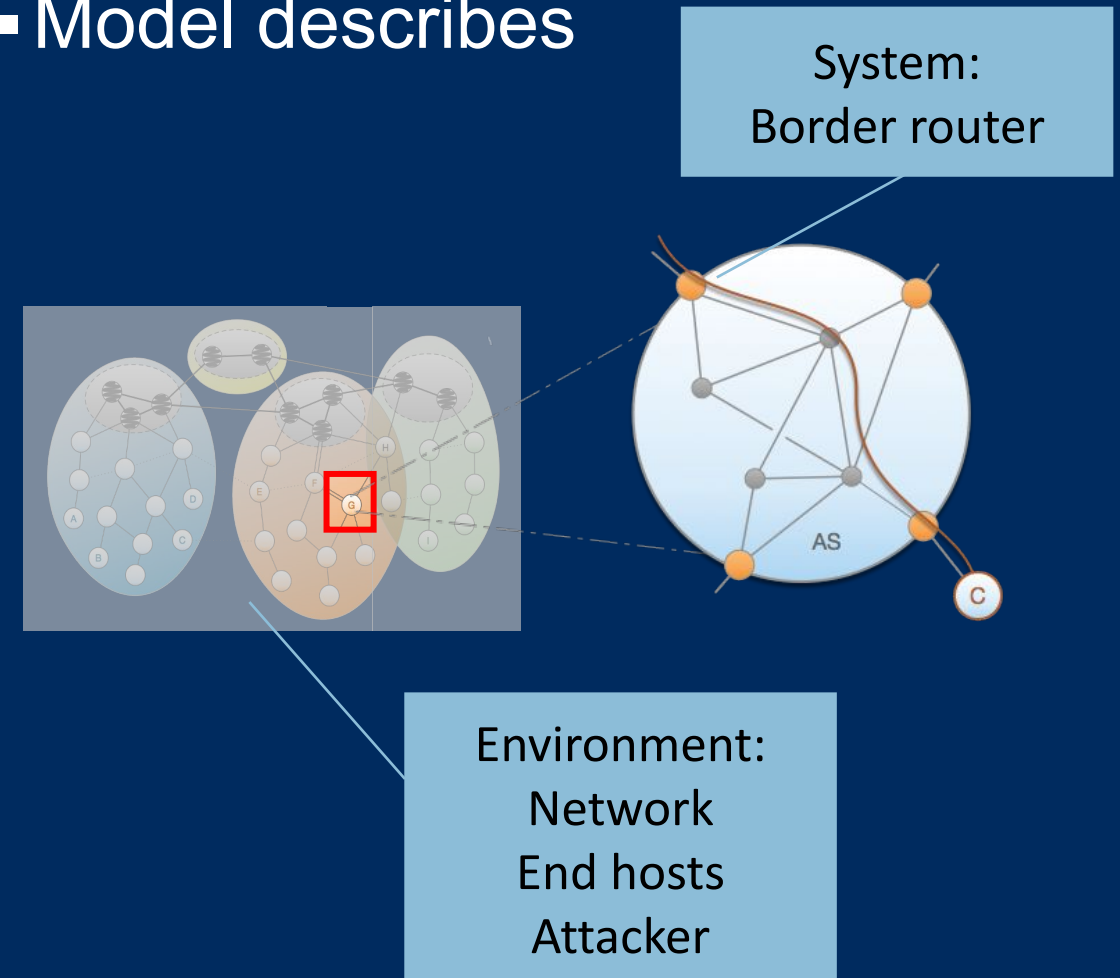 ▪ Model describes
System:
Border router
H
E
F
G
D
A
C
B
I
AS
C
Environment:
Network
End hosts
Attacker